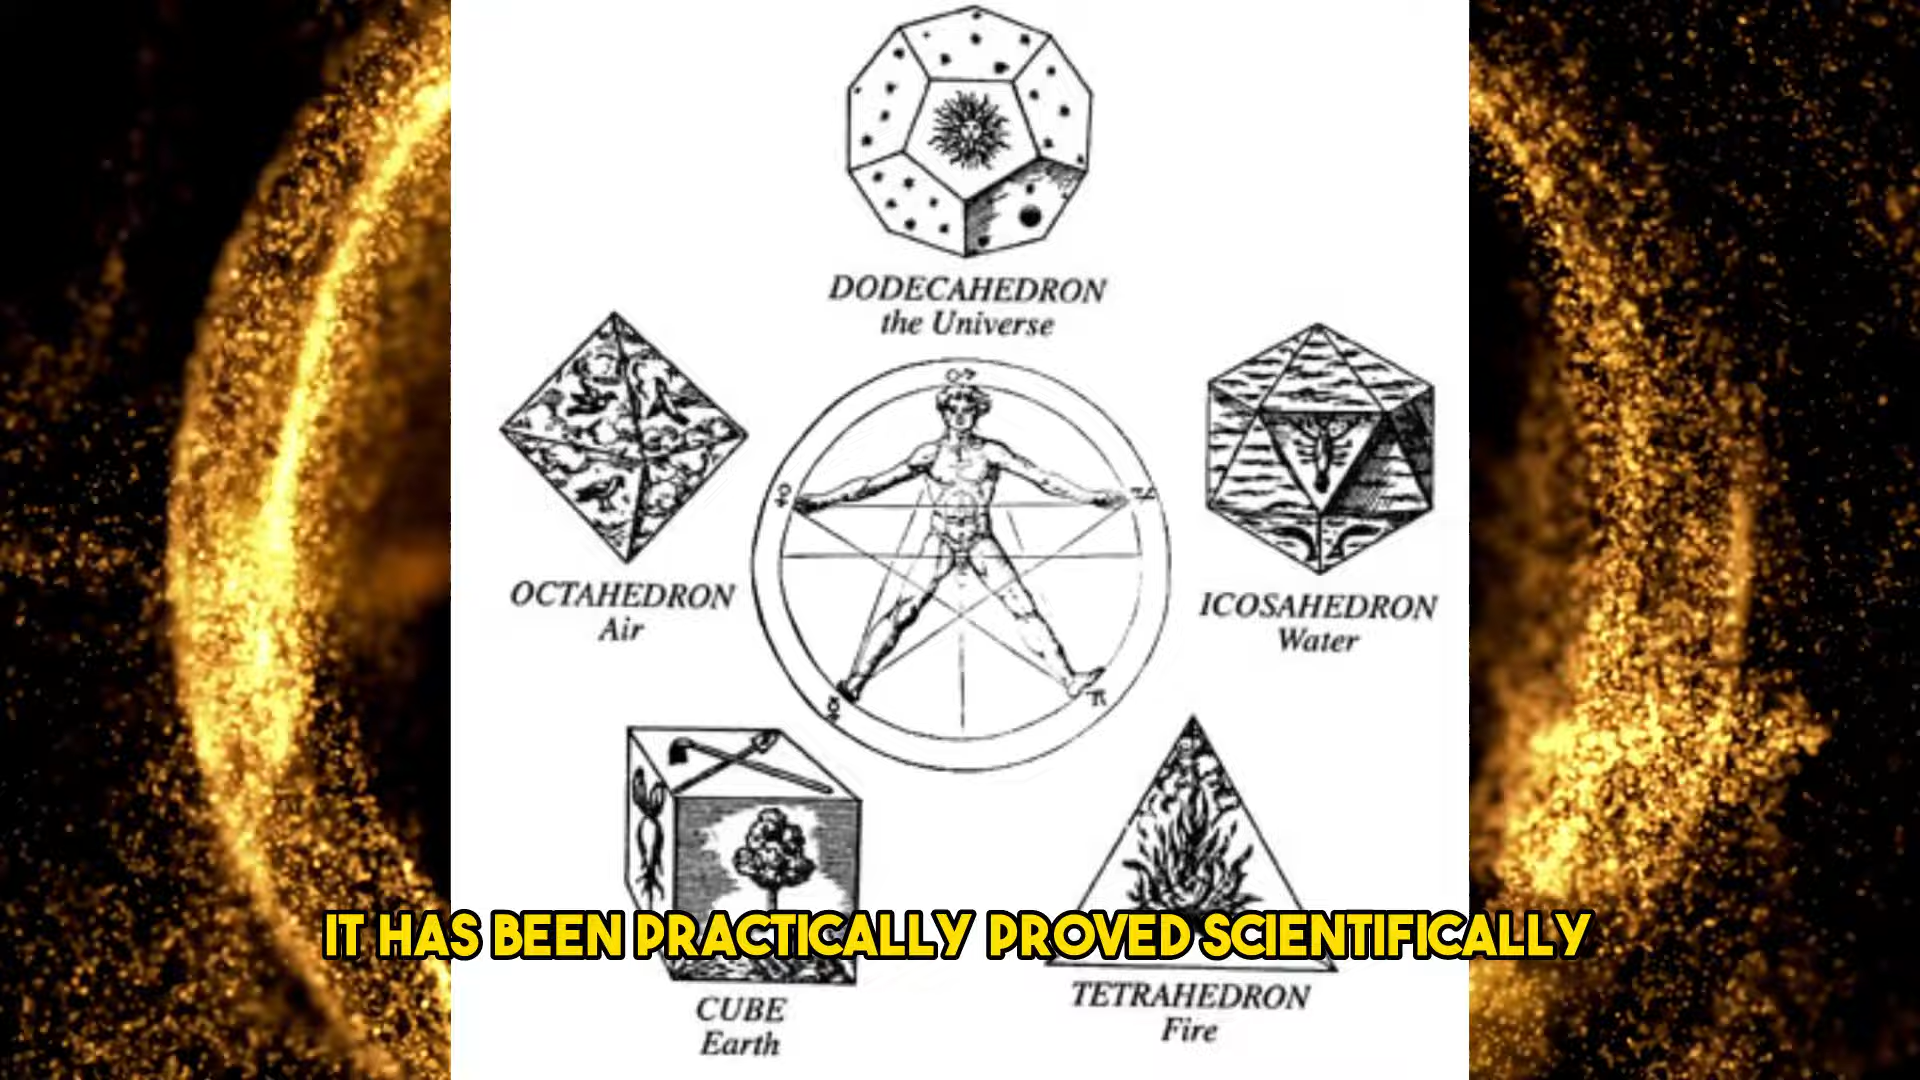 DODECAHEDRON
the Universe
OCTAHEDRON
Air
ICOSAHEDRON
Water
IT HAS BEEN PRACTICALLY PROVED SCIENTIFICALLY
CUBE
Earth
TETRAHEDRON
Fire